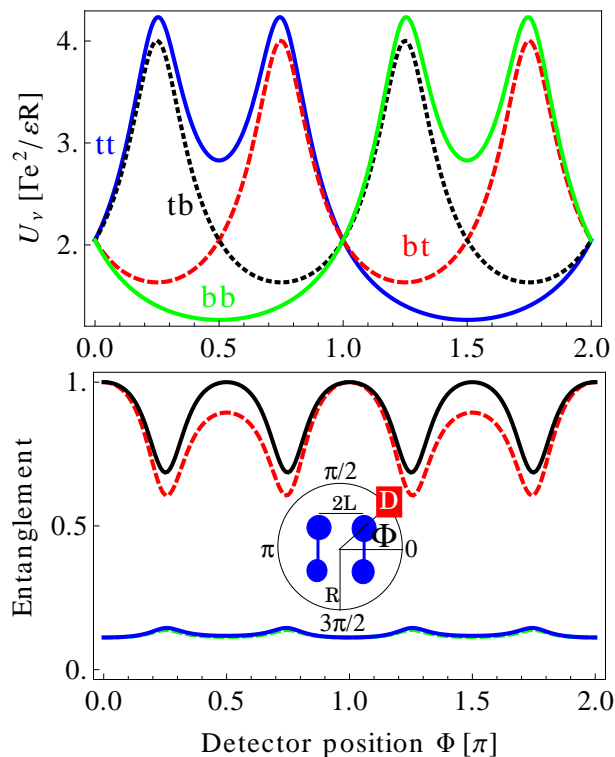 4.
3.
2.
U_ν [Γe²/εR]
tt
tb
bt
bb
0.0 0.5 1.0 1.5 2.0
1.
0.5
0.
Entanglement
π/2
D
2L
Φ
π
0
R
3π/2
0.0 0.5 1.0 1.5 2.0
Detector position Φ [π]